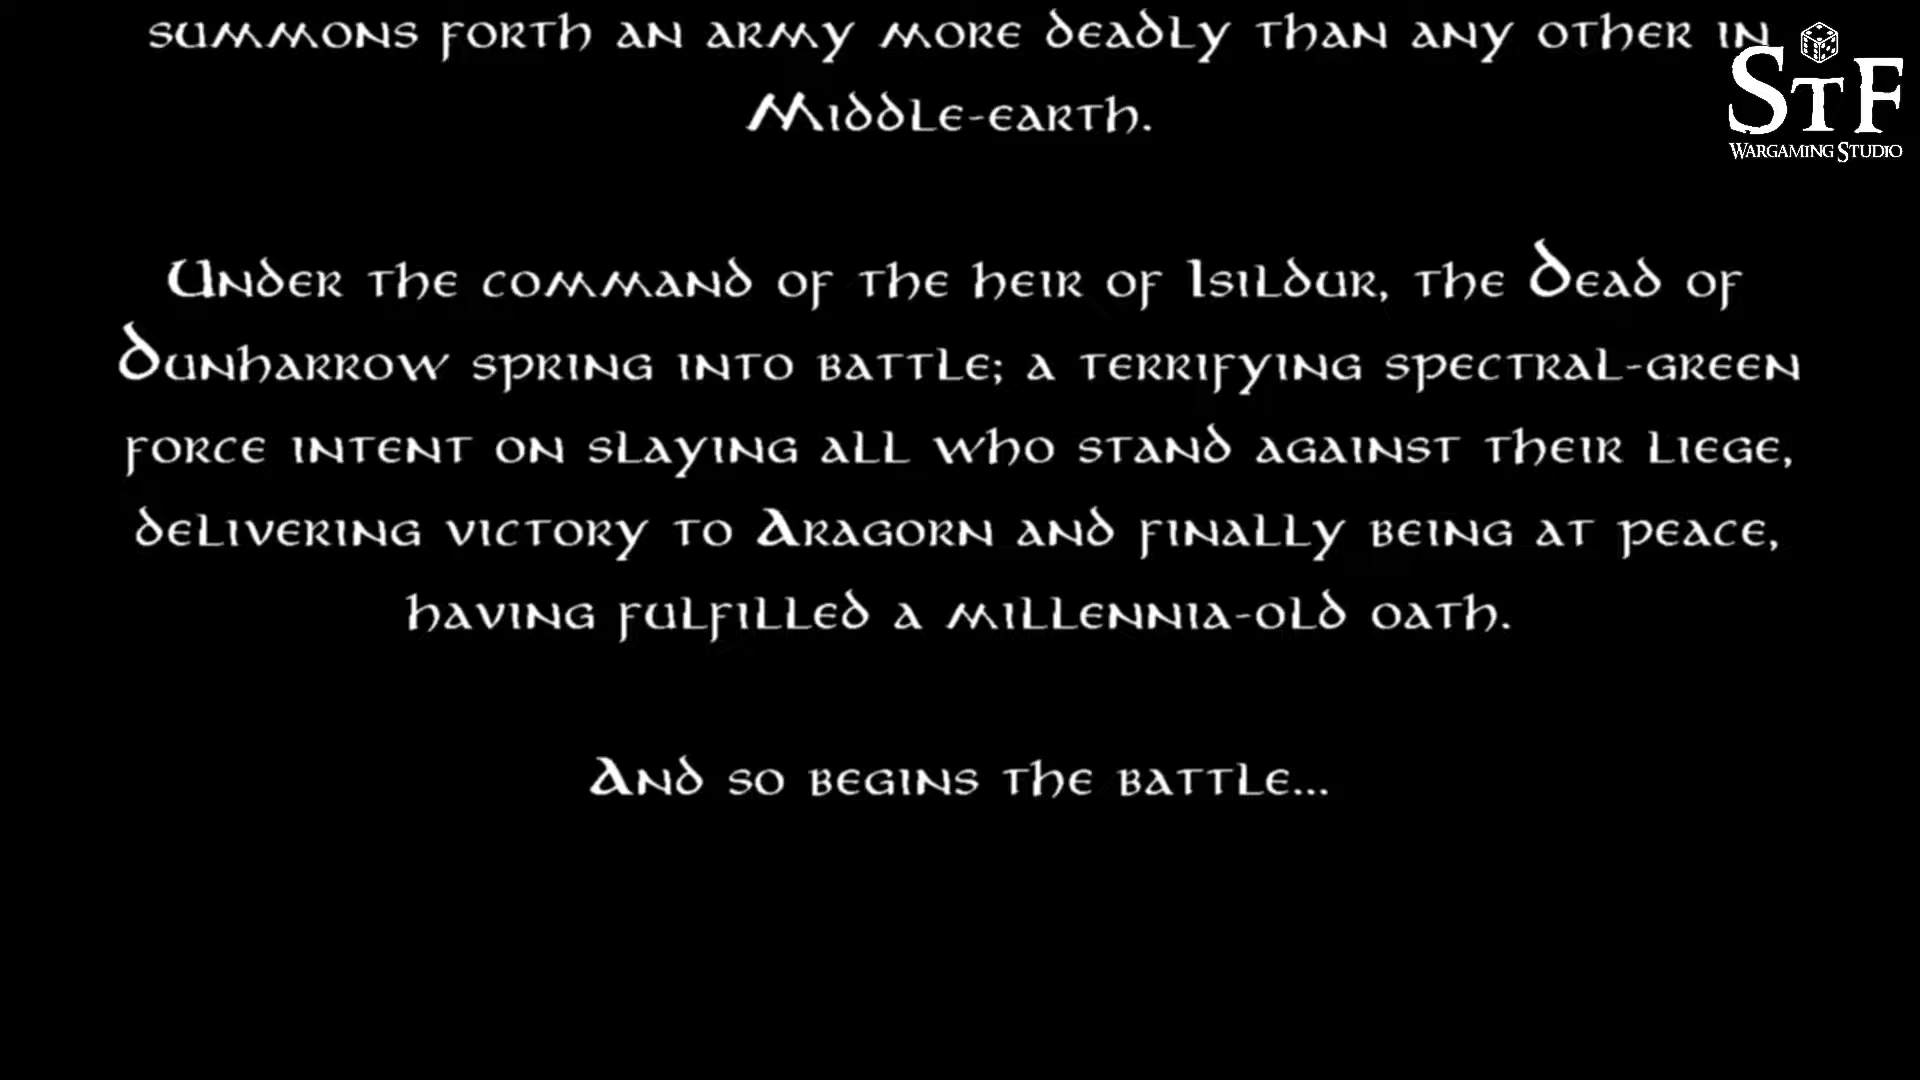 summons forth an army more deadly than any other in
Middle-earth.
Under the command of the heir of Isildur, the Dead of
Dunharrow spring into battle; a terrifying spectral-green
force intent on slaying all who stand against their liege,
delivering victory to Aragorn and finally being at peace,
having fulfilled a millennia-old oath.
And so begins the battle...
STF
Wargaming Studio